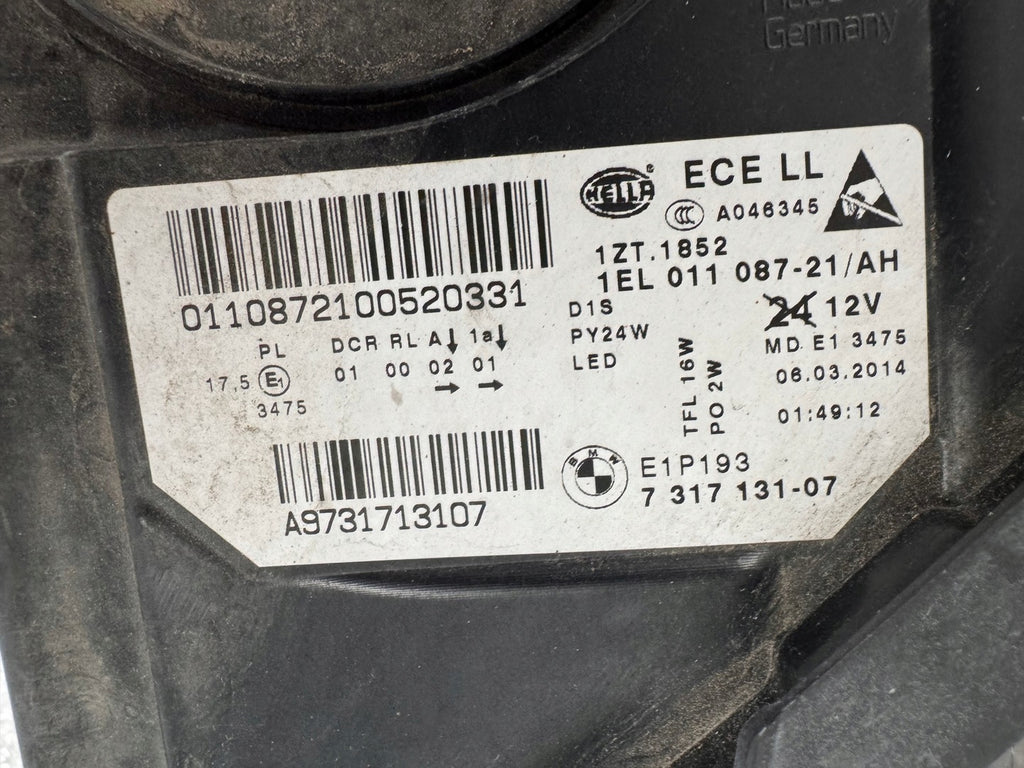 Germany
HELLA ECE LL
CCC A046345
1ZT.1852
1EL 011 087-21/AH
0110872100520331
D1S
PY24W
LED
24 12V
MD E1 3475
06.03.2014
01:49:12
TFL 16W
PO 2W
PL DCR RL A 1a
17,5 E1 01 00 02 01
3475
A9731713107
BMW E1P193
7 317 131-07